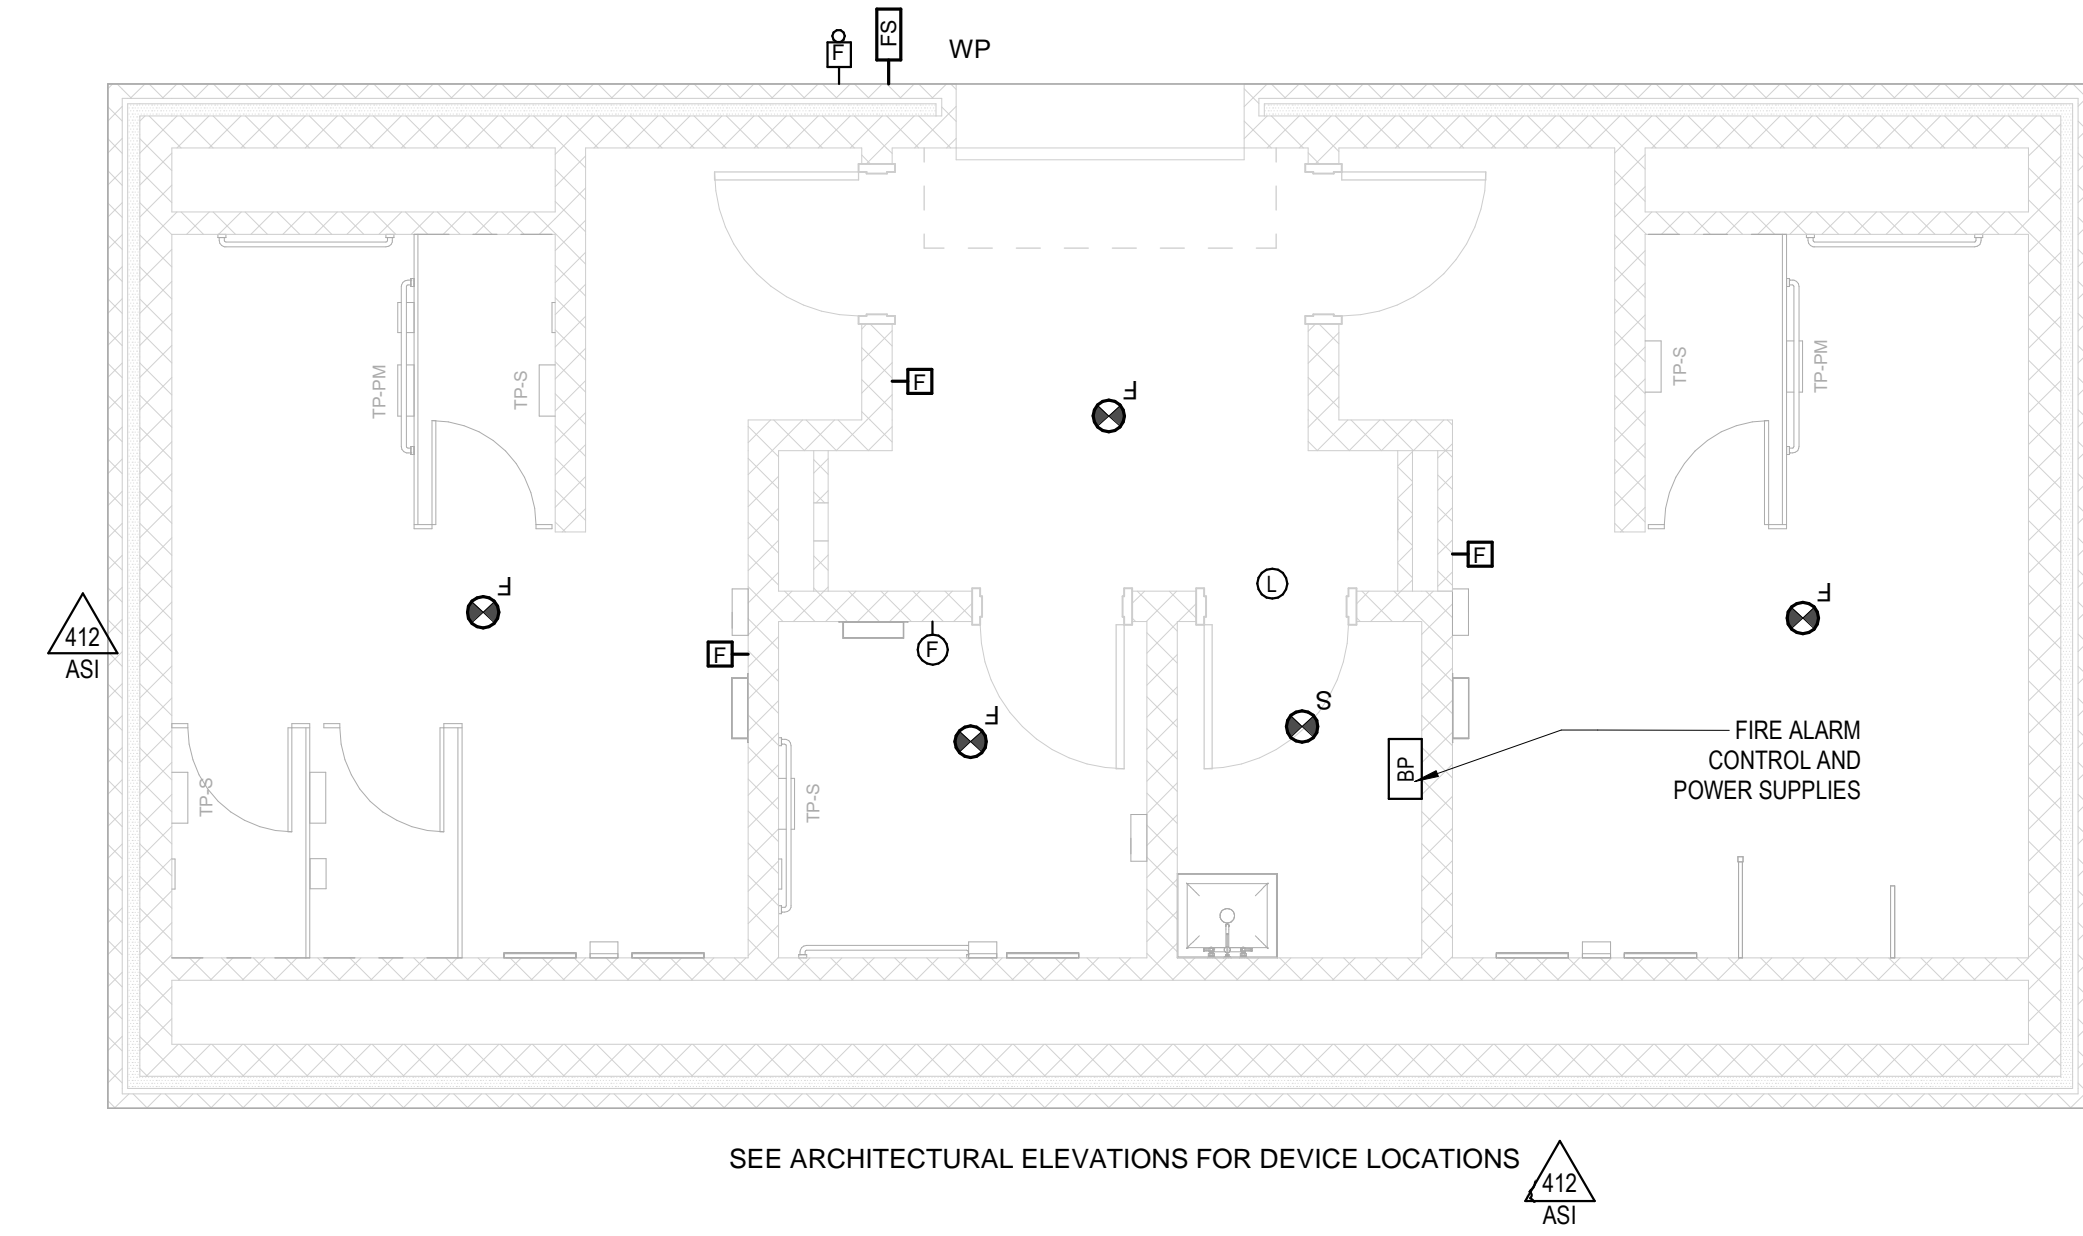 F
FS
WP
TP-PM
TP-S
TP-S
TP-PM
F
F
F
L
F
F
F
412
ASI
F
F
S
F
FIRE ALARM
CONTROL AND
POWER SUPPLIES
BP
TP-S
TP-S
SEE ARCHITECTURAL ELEVATIONS FOR DEVICE LOCATIONS
412
ASI